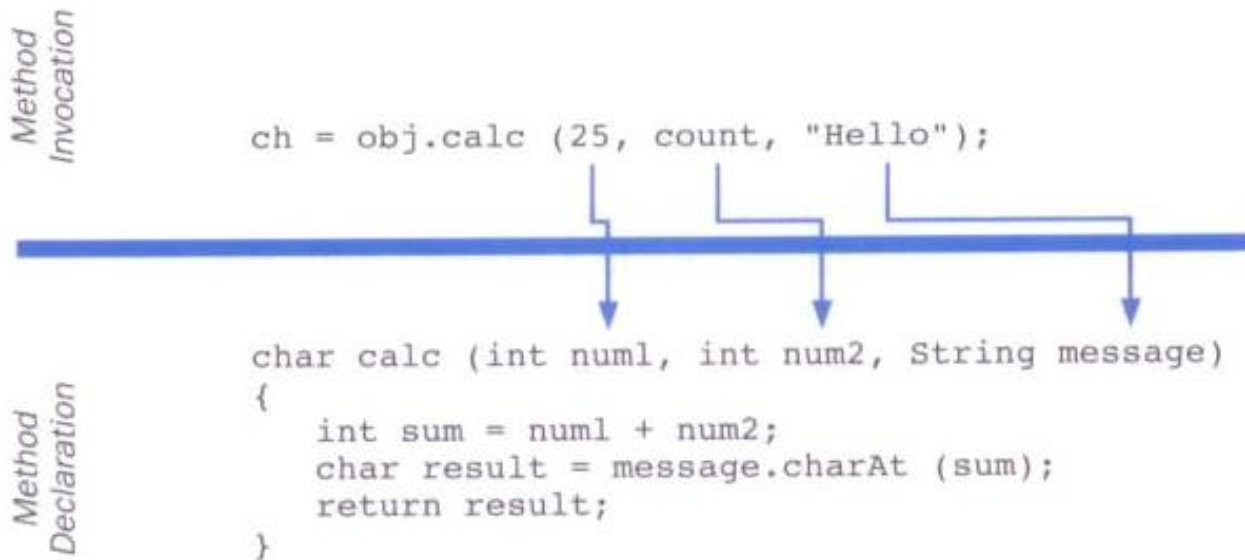 Method
Invocation
ch = obj.calc (25, count, "Hello");
char calc (int num1, int num2, String message)
{
int sum = num1 + num2;
char result = message.charAt (sum);
return result;
}
Method
Declaration